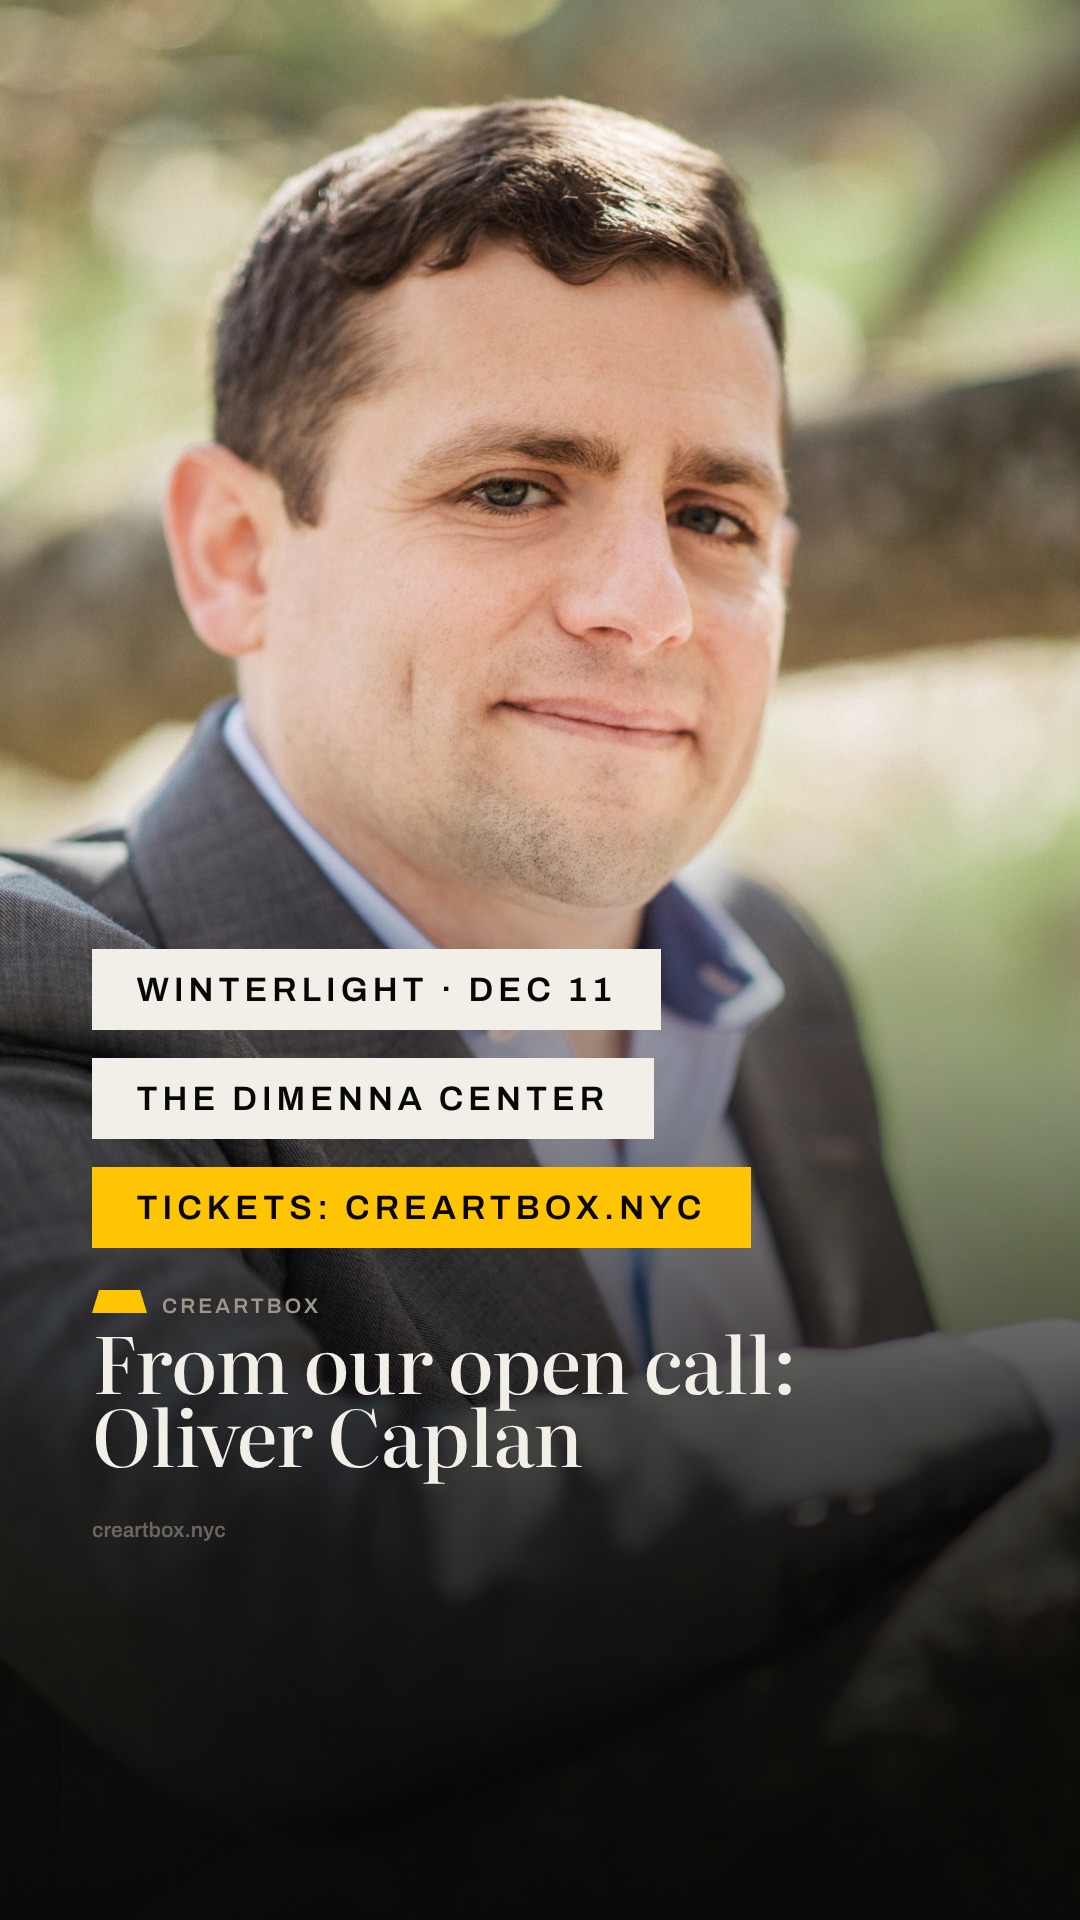 WINTERLIGHT · DEC 11
THE DIMENNA CENTER
TICKETS: CREARTBOX.NYC
CREARTBOX
From our open call:
Oliver Caplan
creartbox.nyc